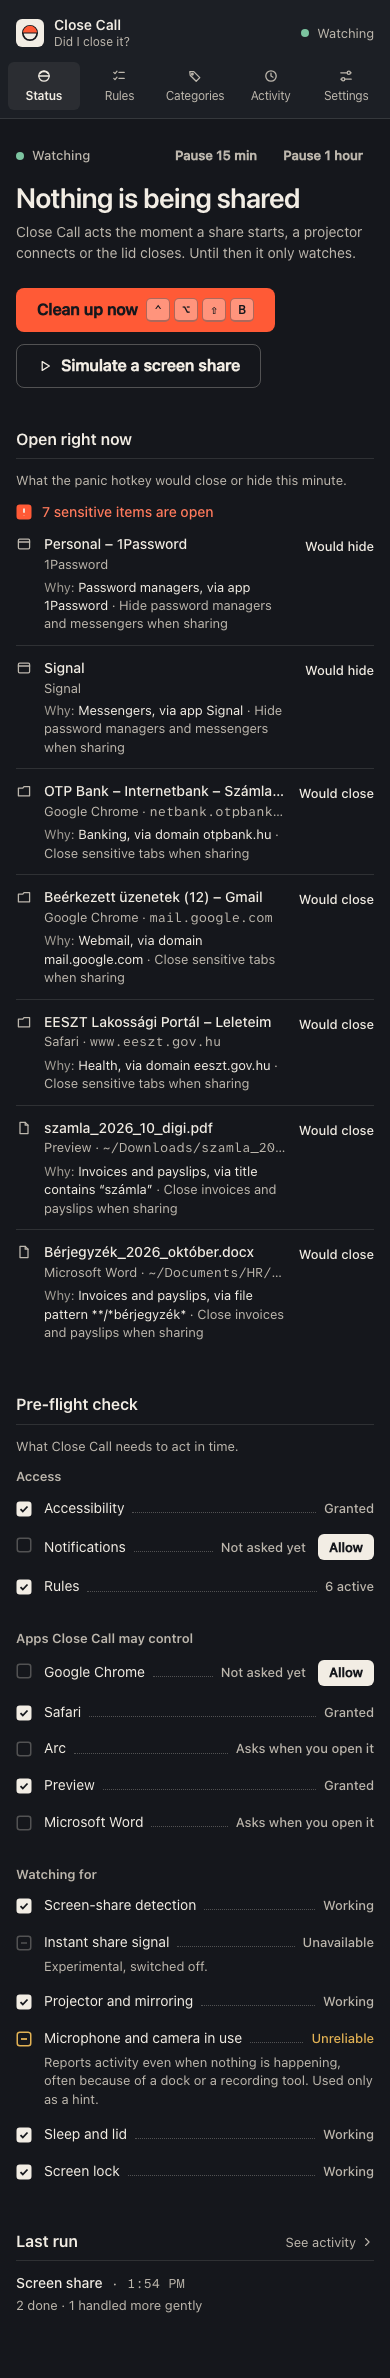 Close Call
Did I close it?
Watching
Status
Rules
Categories
Activity
Settings
Watching
Pause 15 min
Pause 1 hour
Nothing is being shared
Close Call acts the moment a share starts, a projector
connects or the lid closes. Until then it only watches.
Clean up now ⌃ ⌥ ⇧ B
Simulate a screen share
Open right now
What the panic hotkey would close or hide this minute.
7 sensitive items are open
Personal – 1Password
Would hide
1Password
Why: Password managers, via app
1Password · Hide password managers
and messengers when sharing
Signal
Would hide
Signal
Why: Messengers, via app Signal · Hide
password managers and messengers
when sharing
OTP Bank – Internetbank – Számla…
Would close
Google Chrome · netbank.otpbank…
Why: Banking, via domain otpbank.hu ·
Close sensitive tabs when sharing
Beérkezett üzenetek (12) – Gmail
Would close
Google Chrome · mail.google.com
Why: Webmail, via domain
mail.google.com · Close sensitive tabs
when sharing
EESZT Lakossági Portál – Leleteim
Would close
Safari · www.eeszt.gov.hu
Why: Health, via domain eeszt.gov.hu ·
Close sensitive tabs when sharing
szamla_2026_10_digi.pdf
Would close
Preview · ~/Downloads/szamla_20…
Why: Invoices and payslips, via title
contains “számla” · Close invoices and
payslips when sharing
Bérjegyzék_2026_október.docx
Would close
Microsoft Word · ~/Documents/HR/…
Why: Invoices and payslips, via file
pattern **/*bérjegyzék* · Close invoices
and payslips when sharing
Pre-flight check
What Close Call needs to act in time.
Access
Accessibility
Granted
Notifications
Not asked yet
Allow
Rules
6 active
Apps Close Call may control
Google Chrome
Not asked yet
Allow
Safari
Granted
Arc
Asks when you open it
Preview
Granted
Microsoft Word
Asks when you open it
Watching for
Screen-share detection
Working
Instant share signal
Unavailable
Experimental, switched off.
Projector and mirroring
Working
Microphone and camera in use
Unreliable
Reports activity even when nothing is happening,
often because of a dock or a recording tool. Used only
as a hint.
Sleep and lid
Working
Screen lock
Working
Last run
See activity
Screen share · 1:54 PM
2 done · 1 handled more gently